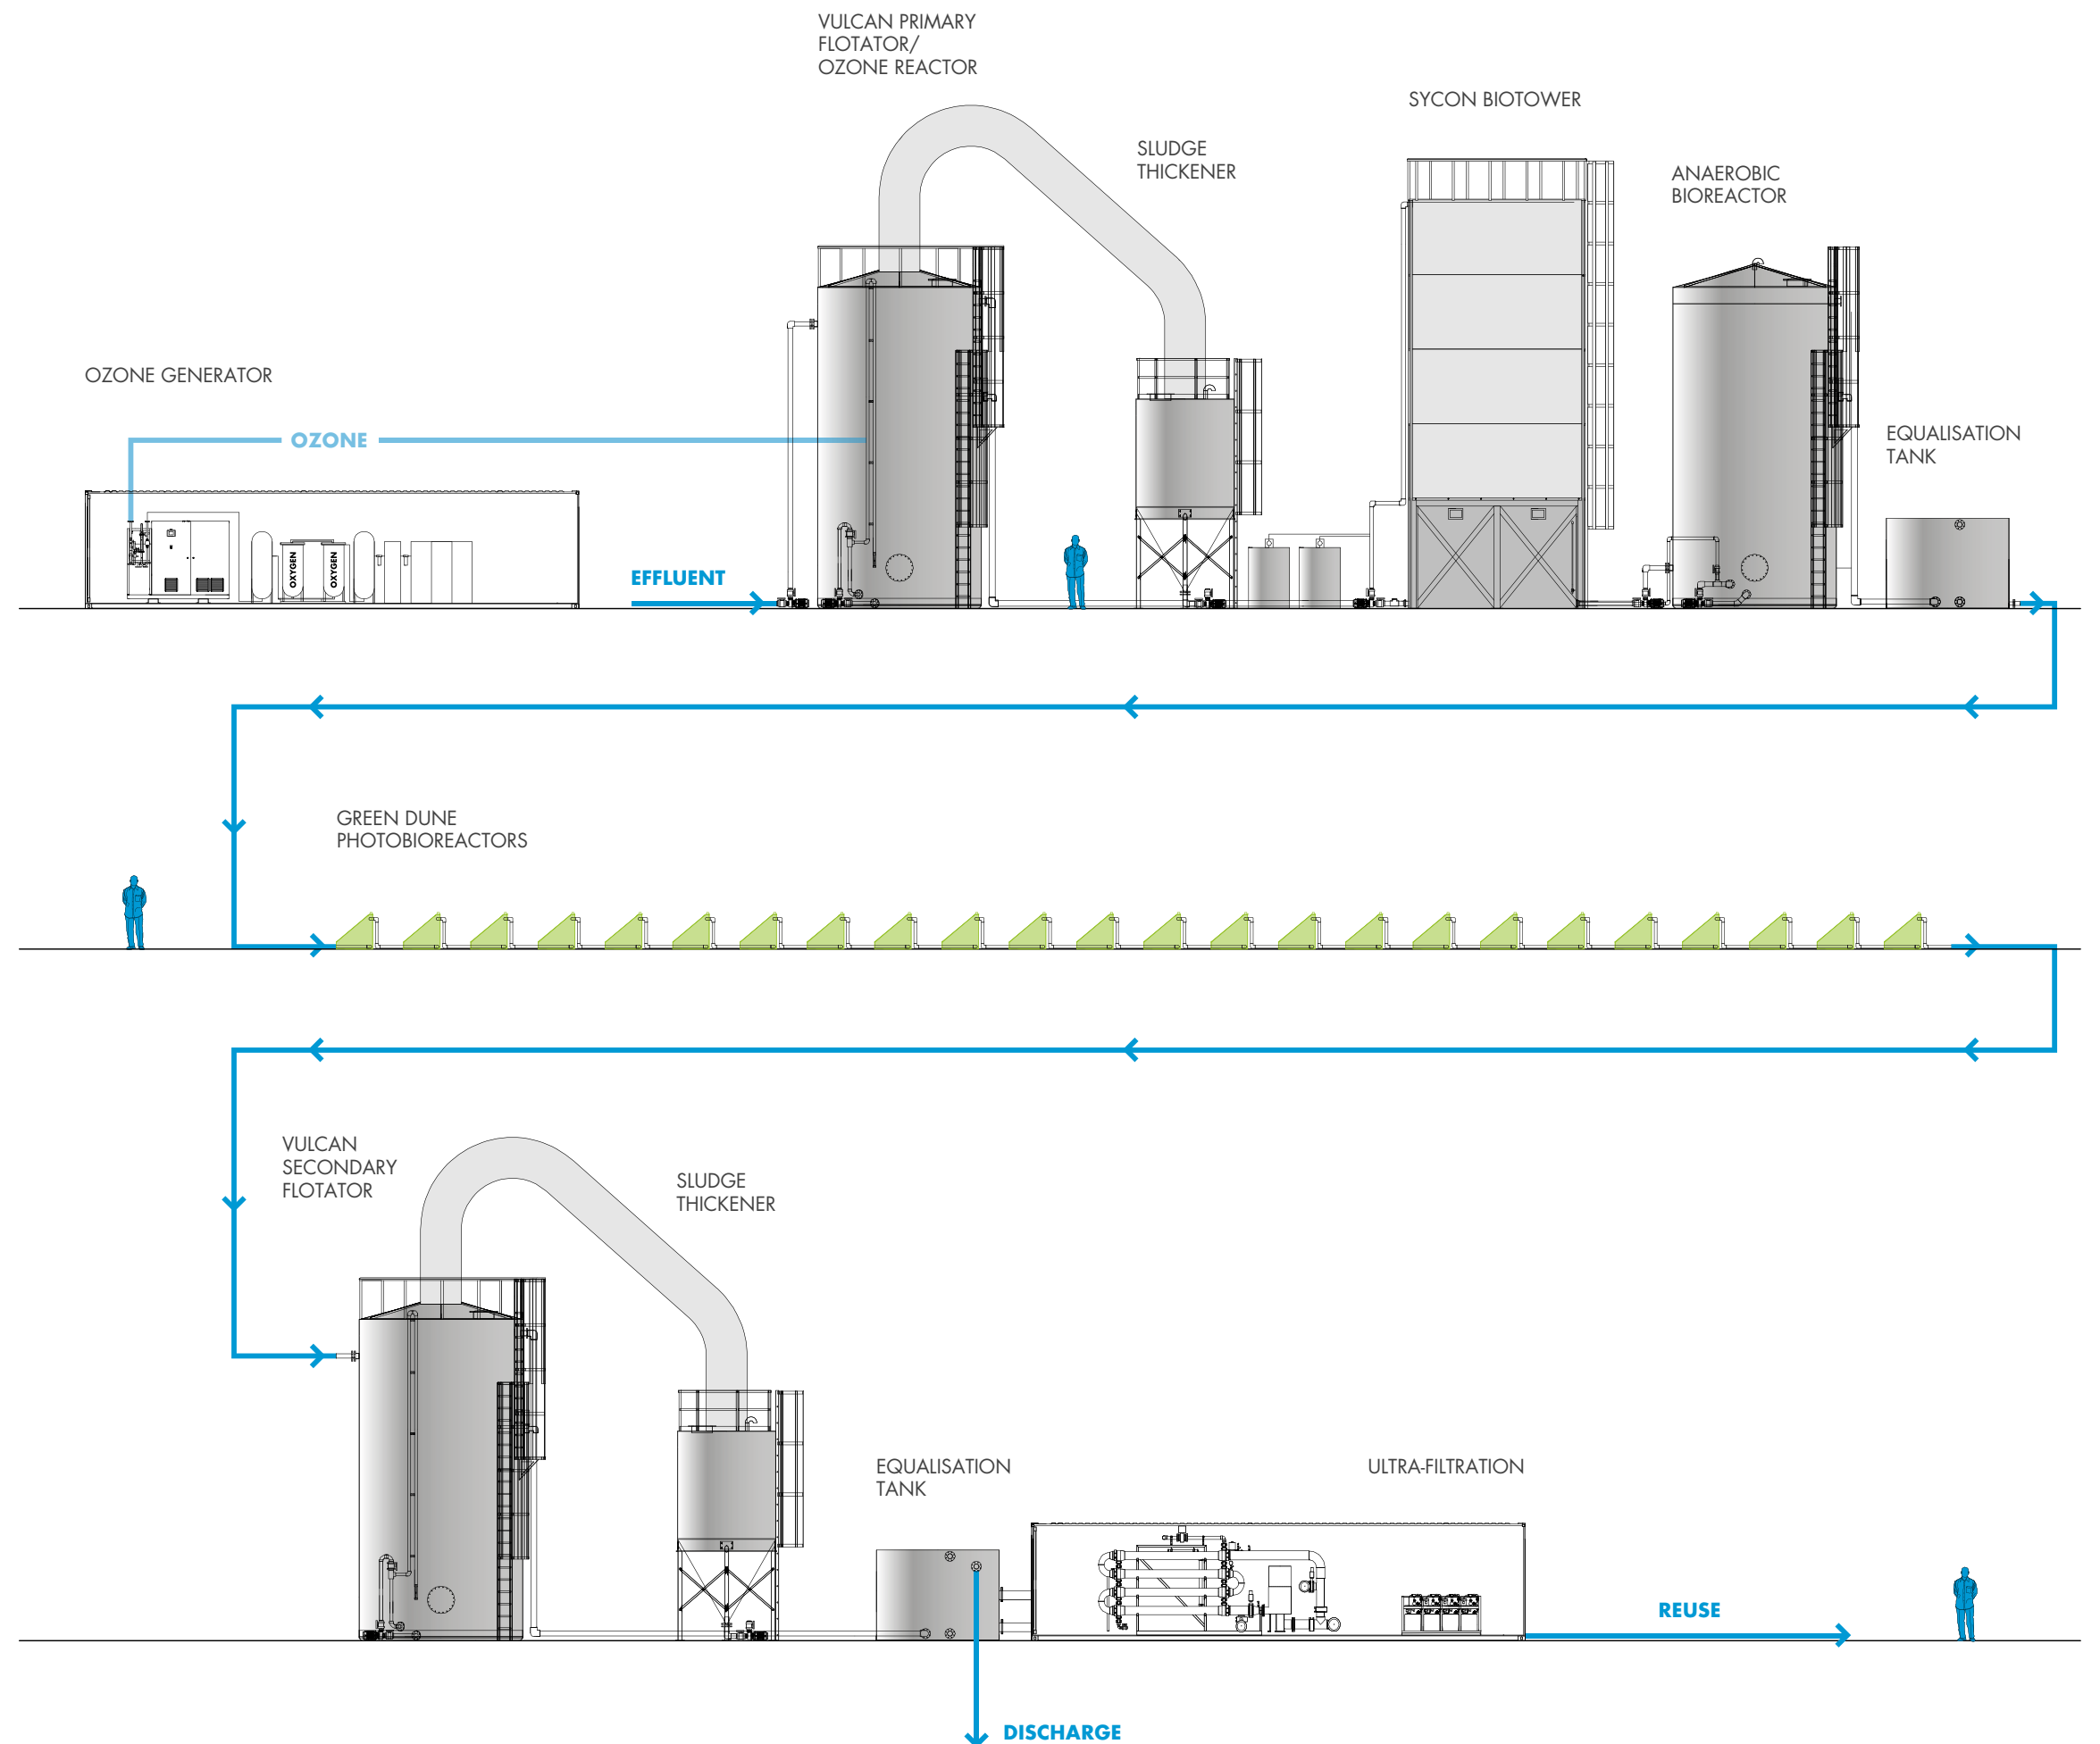 VULCAN PRIMARY
FLOTATOR/
OZONE REACTOR
SYCON BIOTOWER
SLUDGE
THICKENER
ANAEROBIC
BIOREACTOR
OZONE GENERATOR
EQUALISATION
TANK
OZONE
OXYGEN
OXYGEN
EFFLUENT
GREEN DUNE
PHOTOBIOREACTORS
VULCAN
SECONDARY
FLOTATOR
SLUDGE
THICKENER
EQUALISATION
TANK
ULTRA-FILTRATION
REUSE
DISCHARGE